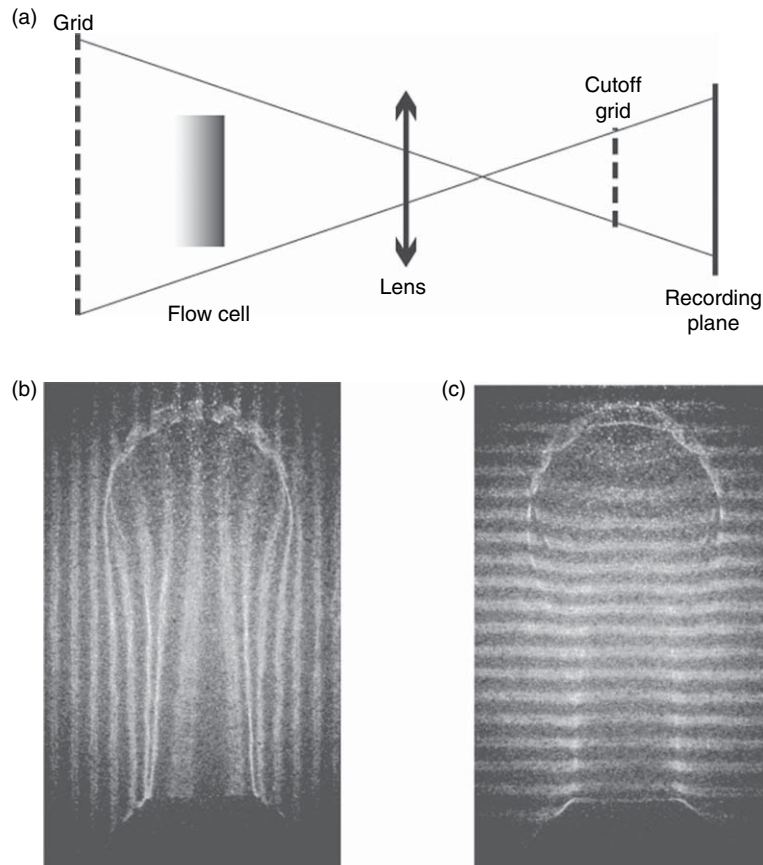 (a)
Grid
Cutoff
grid
Lens
Flow cell
Recording
plane
(b)
(c)